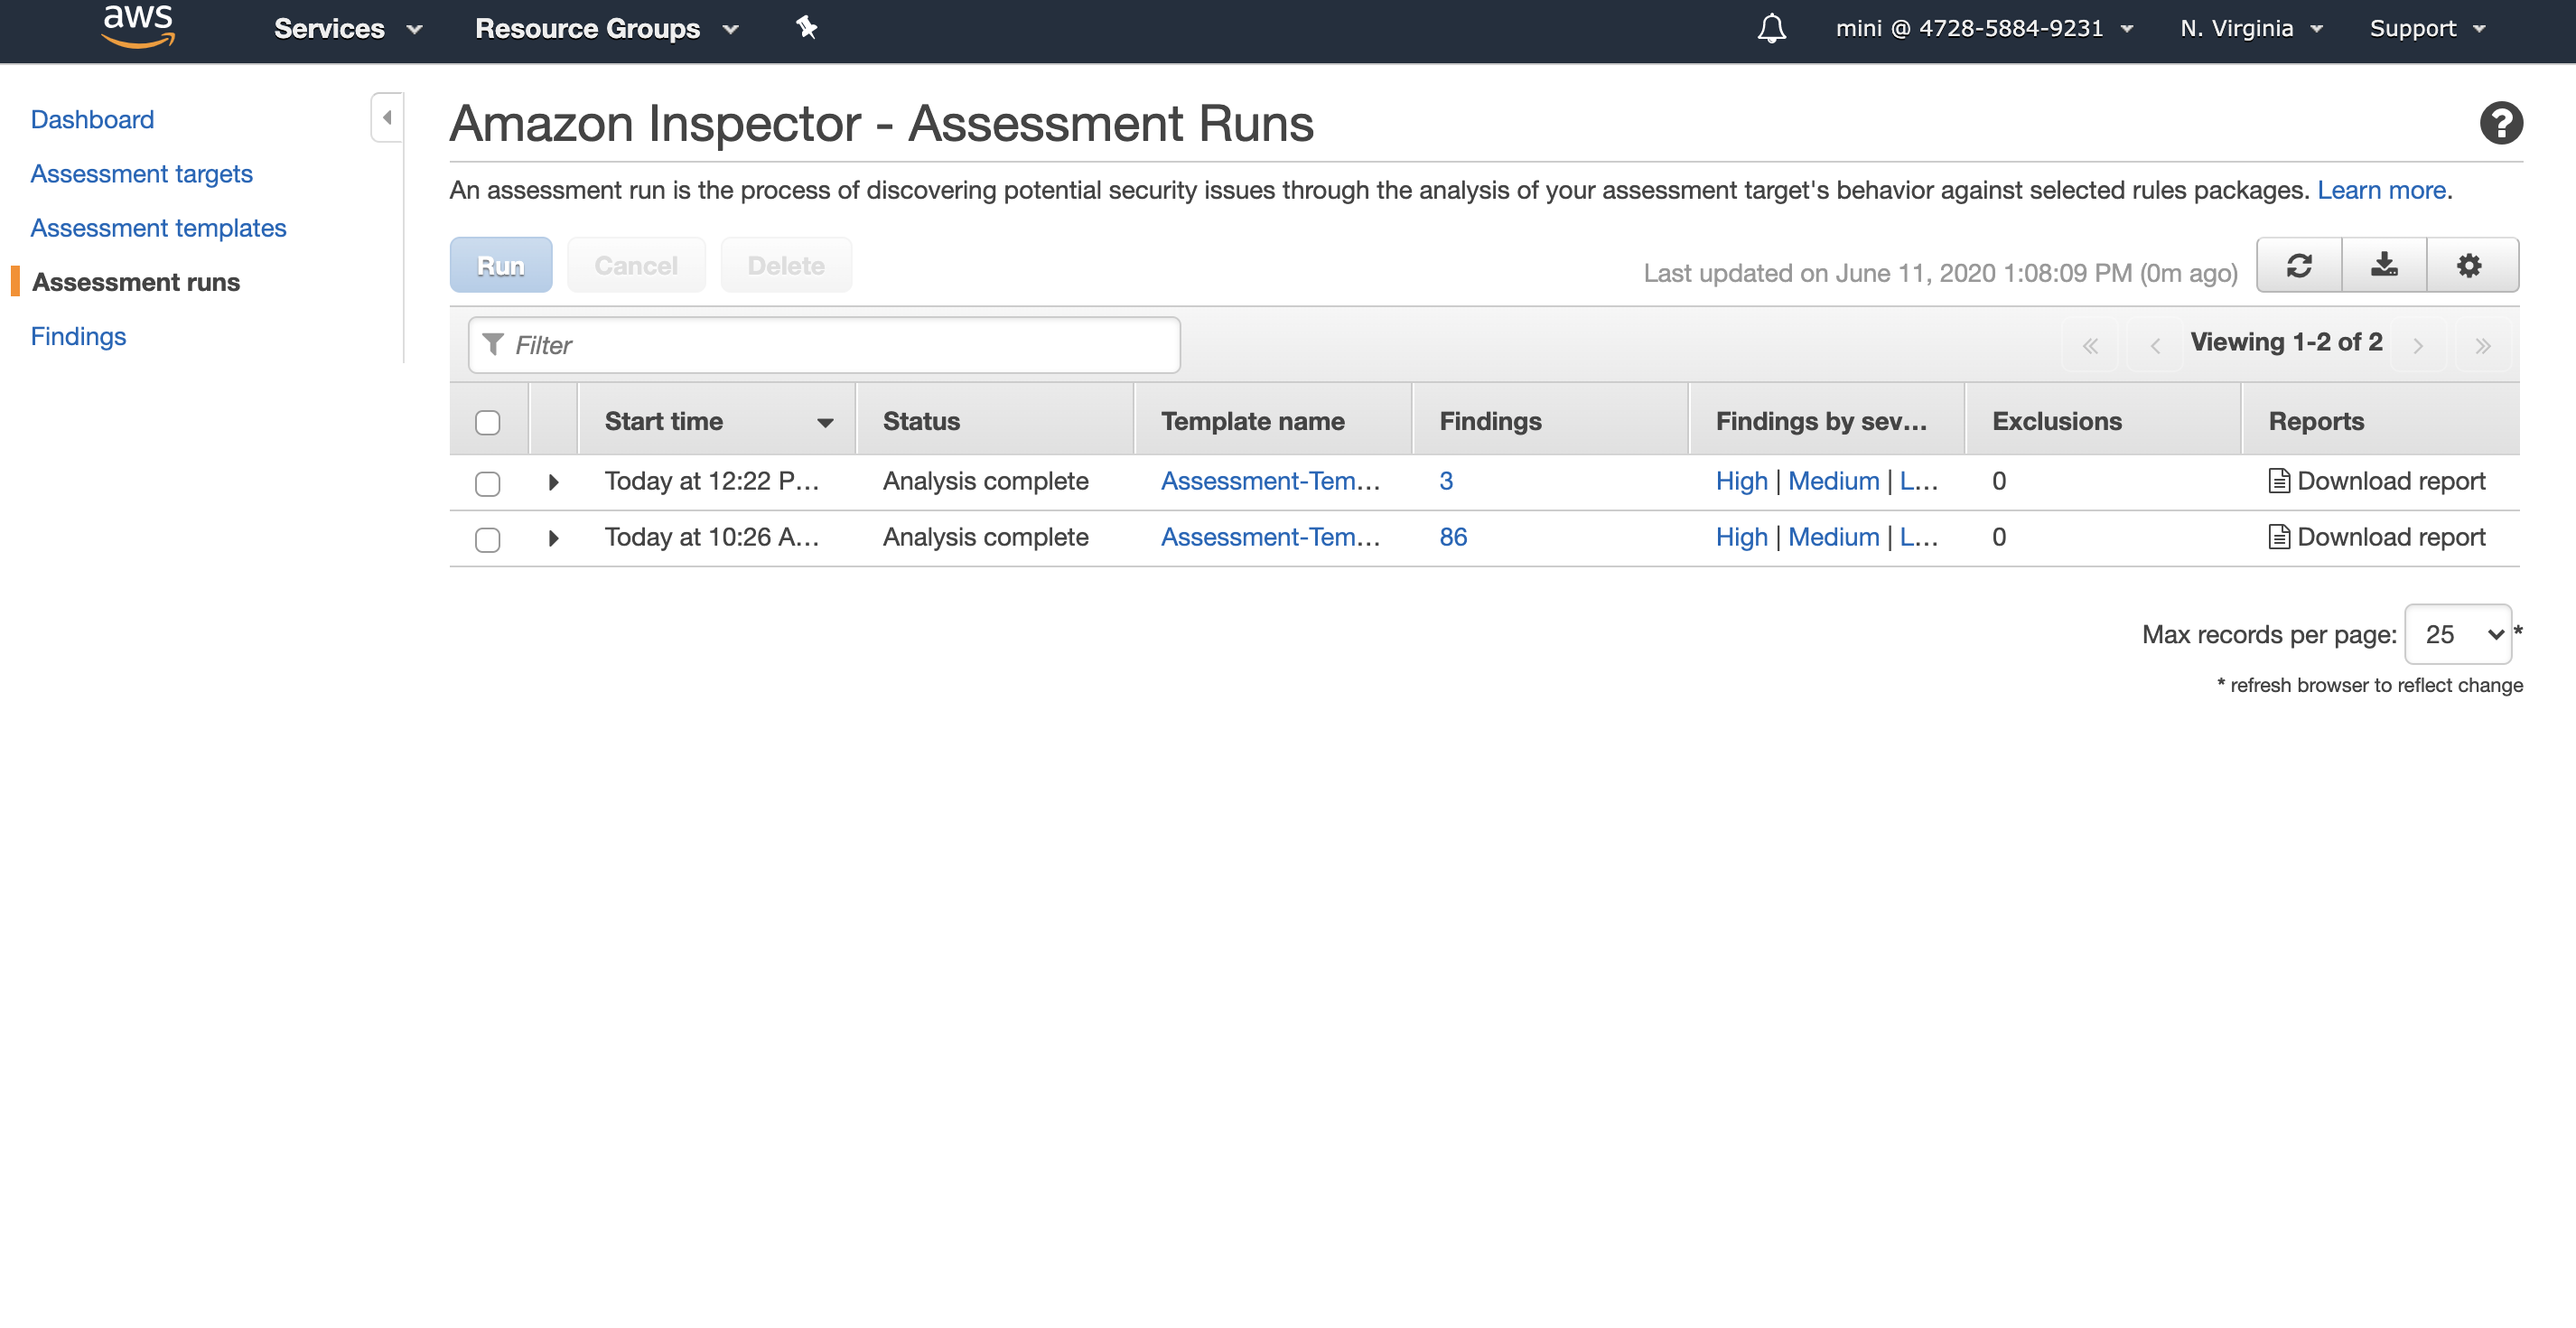 aws Services Resource Groups mini @ 4728-5884-9231 N. Virginia Support
Dashboard
Assessment targets
Assessment templates
Assessment runs
Findings
Amazon Inspector - Assessment Runs
An assessment run is the process of discovering potential security issues through the analysis of your assessment target's behavior against selected rules packages. Learn more.
Run Cancel Delete Last updated on June 11, 2020 1:08:09 PM (0m ago)
Filter « ‹ Viewing 1-2 of 2 › »
Start time Status Template name Findings Findings by sev... Exclusions Reports
Today at 12:22 P... Analysis complete Assessment-Tem... 3 High | Medium | L... 0 Download report
Today at 10:26 A... Analysis complete Assessment-Tem... 86 High | Medium | L... 0 Download report
Max records per page: 25 *
* refresh browser to reflect change